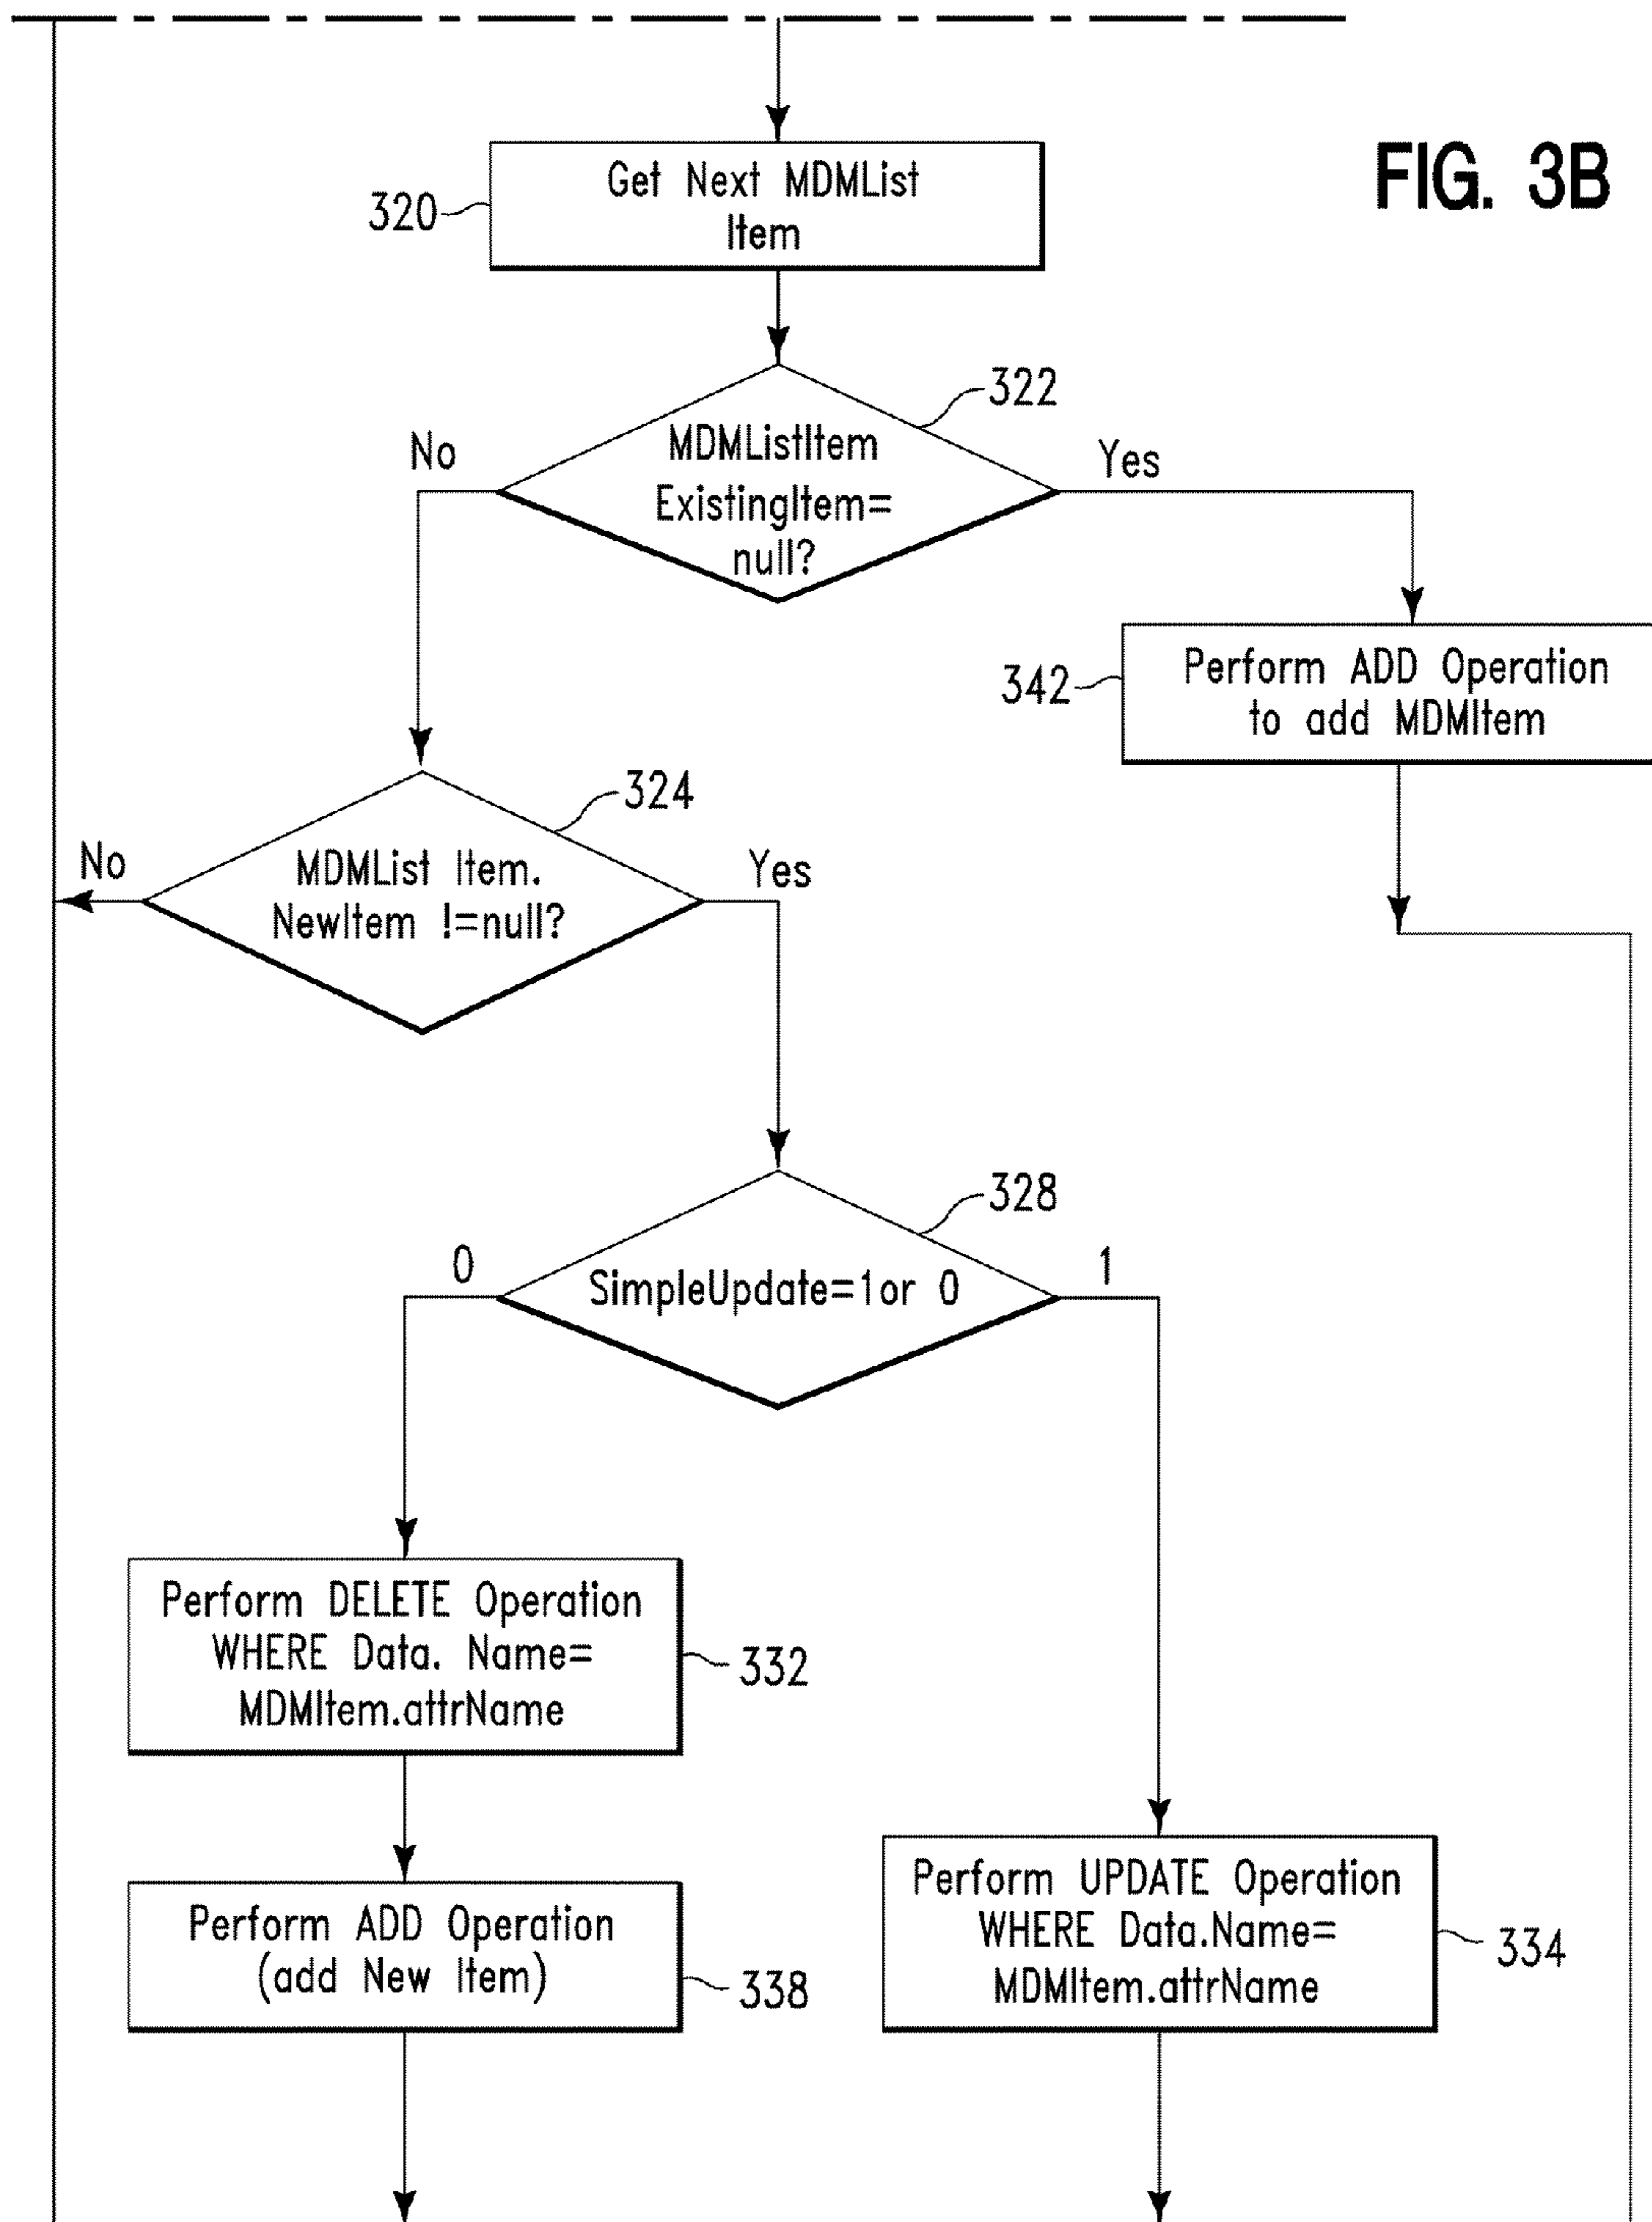 FIG. 3B
Get Next MDMList
Item
320
322
MDMListItem
ExistingItem=
null?
No
Yes
342
Perform ADD Operation
to add MDMItem
324
MDMList Item.
NewItem !=null?
No
Yes
328
SimpleUpdate=1or 0
0
1
Perform DELETE Operation
WHERE Data. Name=
MDMItem.attrName
332
Perform ADD Operation
(add New Item)
338
Perform UPDATE Operation
WHERE Data.Name=
MDMItem.attrName
334